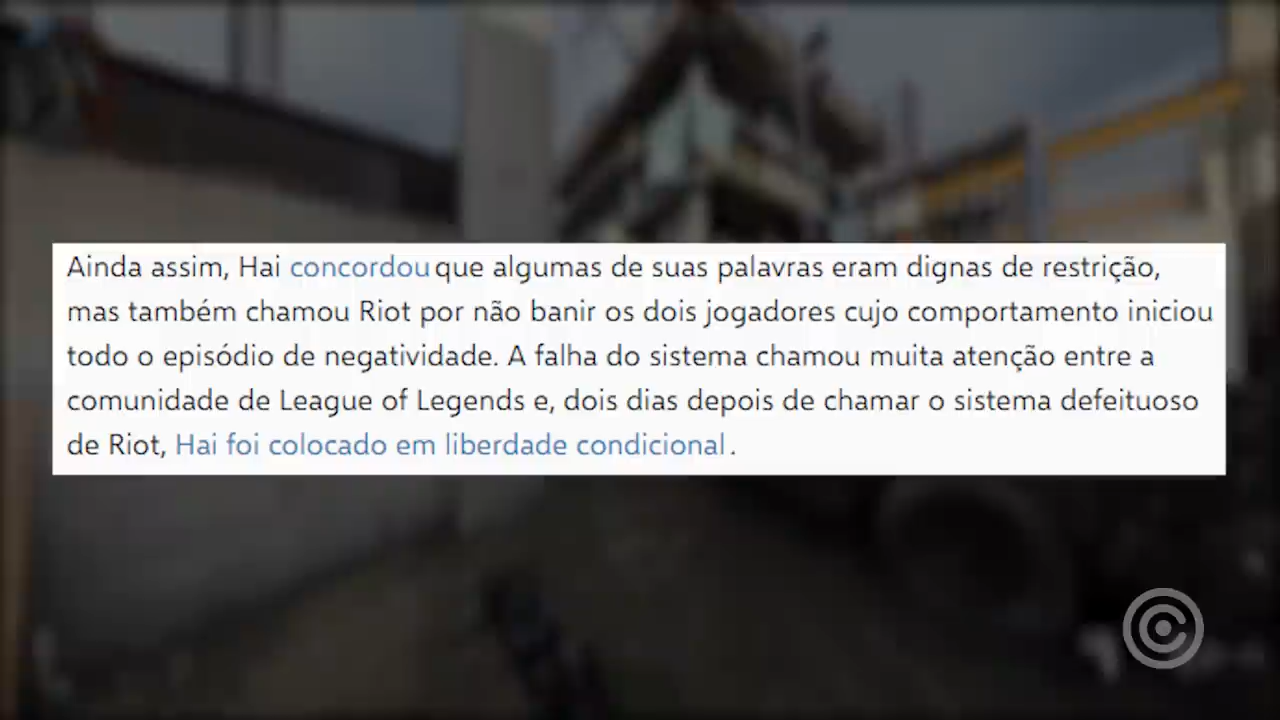 Ainda assim, Hai concordou que algumas de suas palavras eram dignas de restrição,
mas também chamou Riot por não banir os dois jogadores cujo comportamento iniciou
todo o episódio de negatividade. A falha do sistema chamou muita atenção entre a
comunidade de League of Legends e, dois dias depois de chamar o sistema defeituoso
de Riot, Hai foi colocado em liberdade condicional.